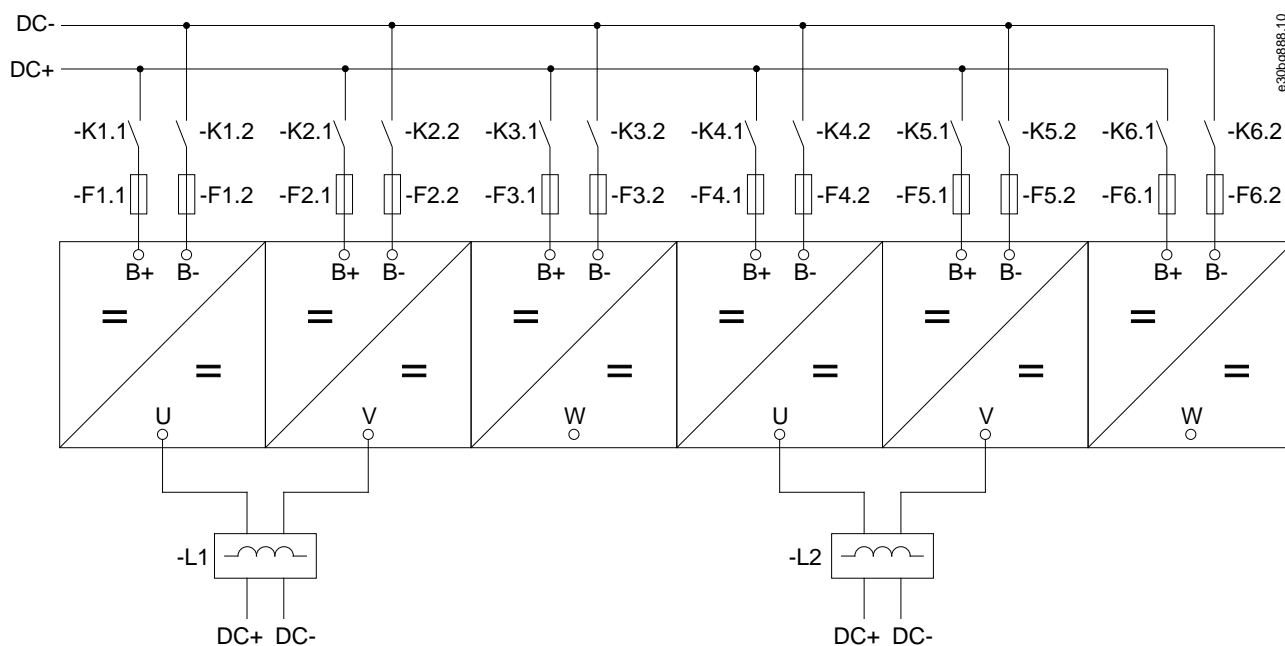 DC-
DC+
e30bg888.10
-K1.1 -K1.2 -K2.1 -K2.2 -K3.1 -K3.2 -K4.1 -K4.2 -K5.1 -K5.2 -K6.1 -K6.2
-F1.1 -F1.2 -F2.1 -F2.2 -F3.1 -F3.2 -F4.1 -F4.2 -F5.1 -F5.2 -F6.1 -F6.2
B+ B- B+ B- B+ B- B+ B- B+ B- B+ B-
= = = = = =
= = = = = =
U V W U V W
-L1 -L2
DC+ DC- DC+ DC-